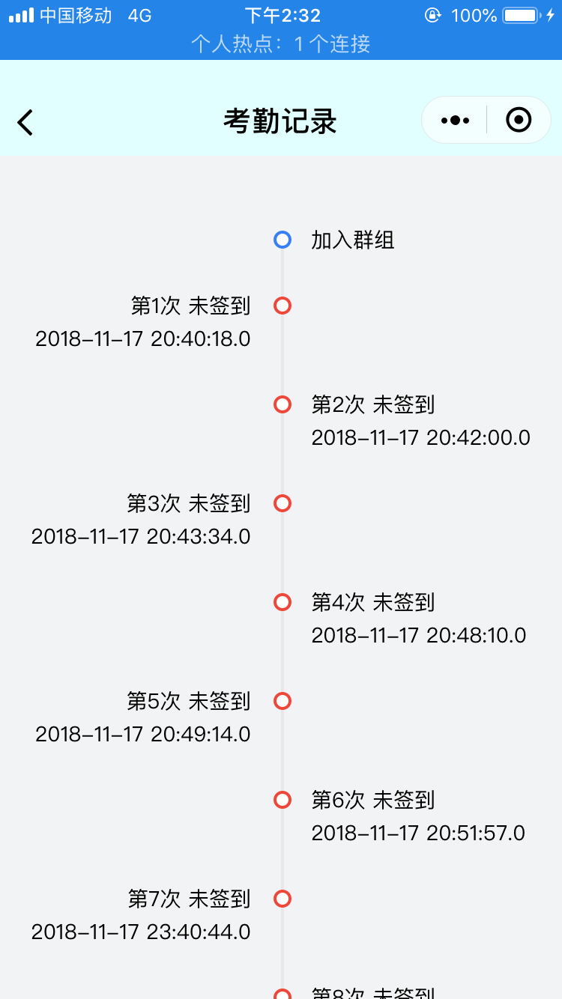 中国移动 4G 下午2:32 100%
个人热点：1 个连接
考勤记录
加入群组
第1次 未签到
2018-11-17 20:40:18.0
第2次 未签到
2018-11-17 20:42:00.0
第3次 未签到
2018-11-17 20:43:34.0
第4次 未签到
2018-11-17 20:48:10.0
第5次 未签到
2018-11-17 20:49:14.0
第6次 未签到
2018-11-17 20:51:57.0
第7次 未签到
2018-11-17 23:40:44.0
第8次 未签到